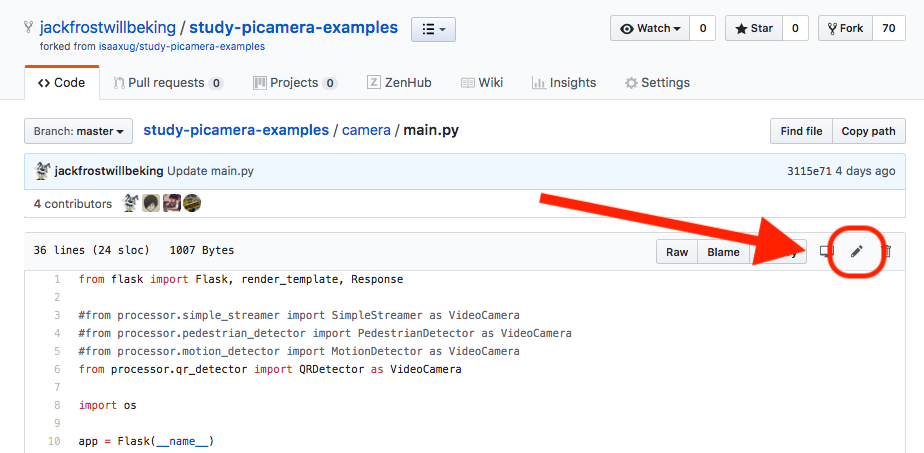 jackfrostwillbeking / study-picamera-examples
forked from isaaxug/study-picamera-examples
Watch 0 Star 0 Fork 70
Code Pull requests 0 Projects 0 ZenHub Wiki Insights Settings
Branch: master study-picamera-examples / camera / main.py Find file Copy path
jackfrostwillbeking Update main.py 3115e71 4 days ago
4 contributors
36 lines (24 sloc) 1007 Bytes Raw Blame
1 from flask import Flask, render_template, Response
2
3 #from processor.simple_streamer import SimpleStreamer as VideoCamera
4 #from processor.pedestrian_detector import PedestrianDetector as VideoCamera
5 #from processor.motion_detector import MotionDetector as VideoCamera
6 from processor.qr_detector import QRDetector as VideoCamera
7
8 import os
9
10 app = Flask(__name__)